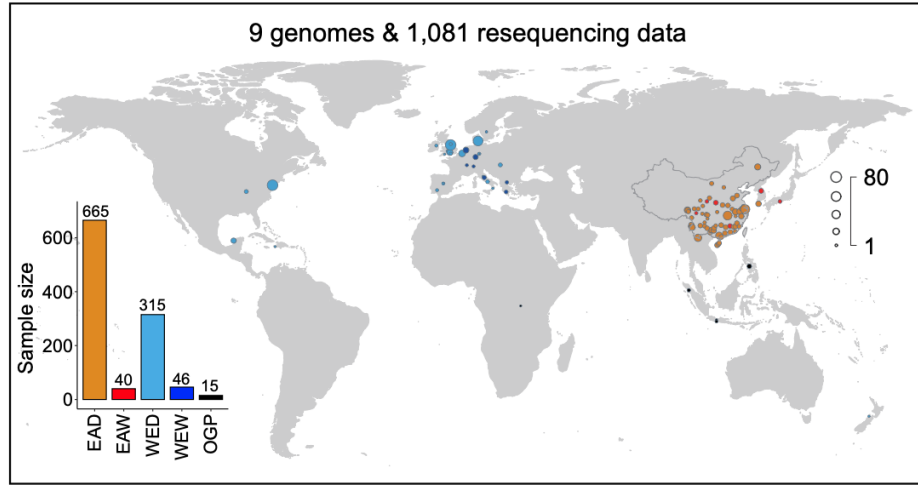 9 genomes & 1,081 resequencing data
80
1
Sample size
600
400
200
0
665
40
315
46
15
EAD
EAW
WED
WEW
OGP